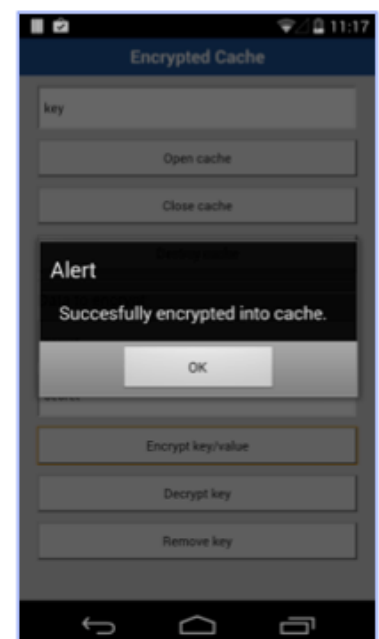 11:17
Encrypted Cache
key
Open cache
Close cache
Alert
Succesfully encrypted into cache.
OK
Encrypt key/value
Decrypt key
Remove key